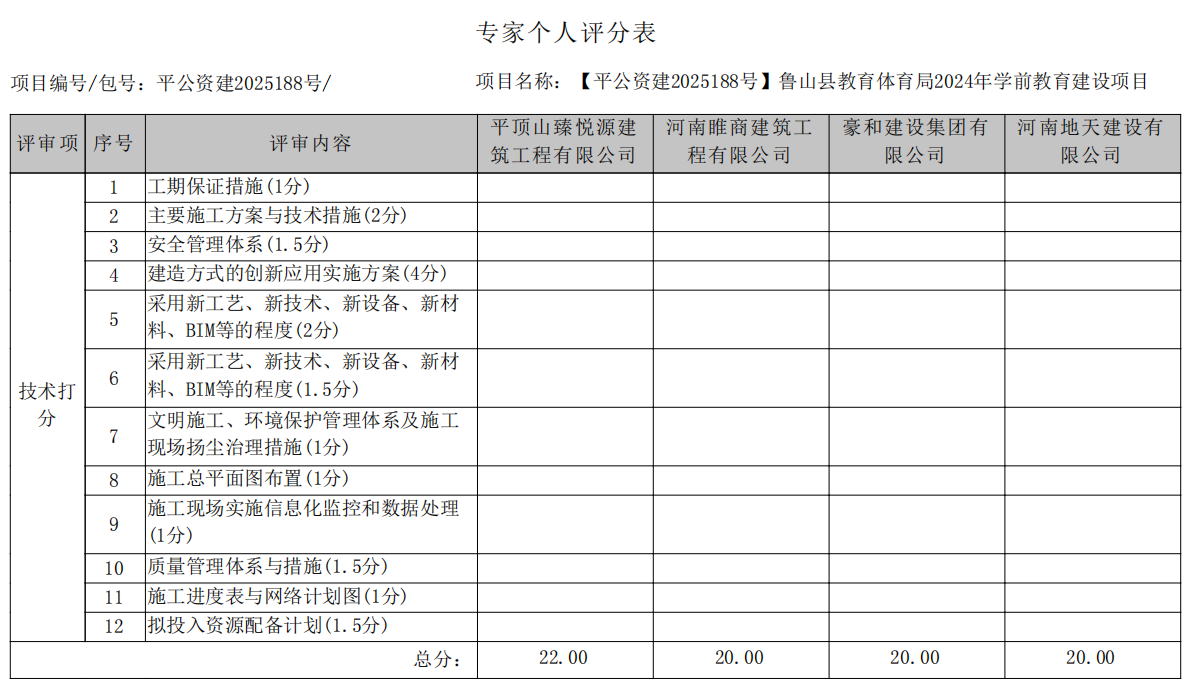 专家个人评分表
项目编号/包号：平公资建2025188号/
项目名称：【平公资建2025188号】鲁山县教育体育局2024年学前教育建设项目
评审项 序号 评审内容
平顶山臻悦源建
筑工程有限公司
河南睢商建筑工
程有限公司
豪和建设集团有
限公司
河南地天建设有
限公司
技术打
分
1 工期保证措施(1分)
2 主要施工方案与技术措施(2分)
3 安全管理体系(1.5分)
4 建造方式的创新应用实施方案(4分)
5 采用新工艺、新技术、新设备、新材
料、BIM等的程度(2分)
6 采用新工艺、新技术、新设备、新材
料、BIM等的程度(1.5分)
7 文明施工、环境保护管理体系及施工
现场扬尘治理措施(1分)
8 施工总平面图布置(1分)
9 施工现场实施信息化监控和数据处理
(1分)
10 质量管理体系与措施(1.5分)
11 施工进度表与网络计划图(1分)
12 拟投入资源配备计划(1.5分)
总分： 22.00 20.00 20.00 20.00